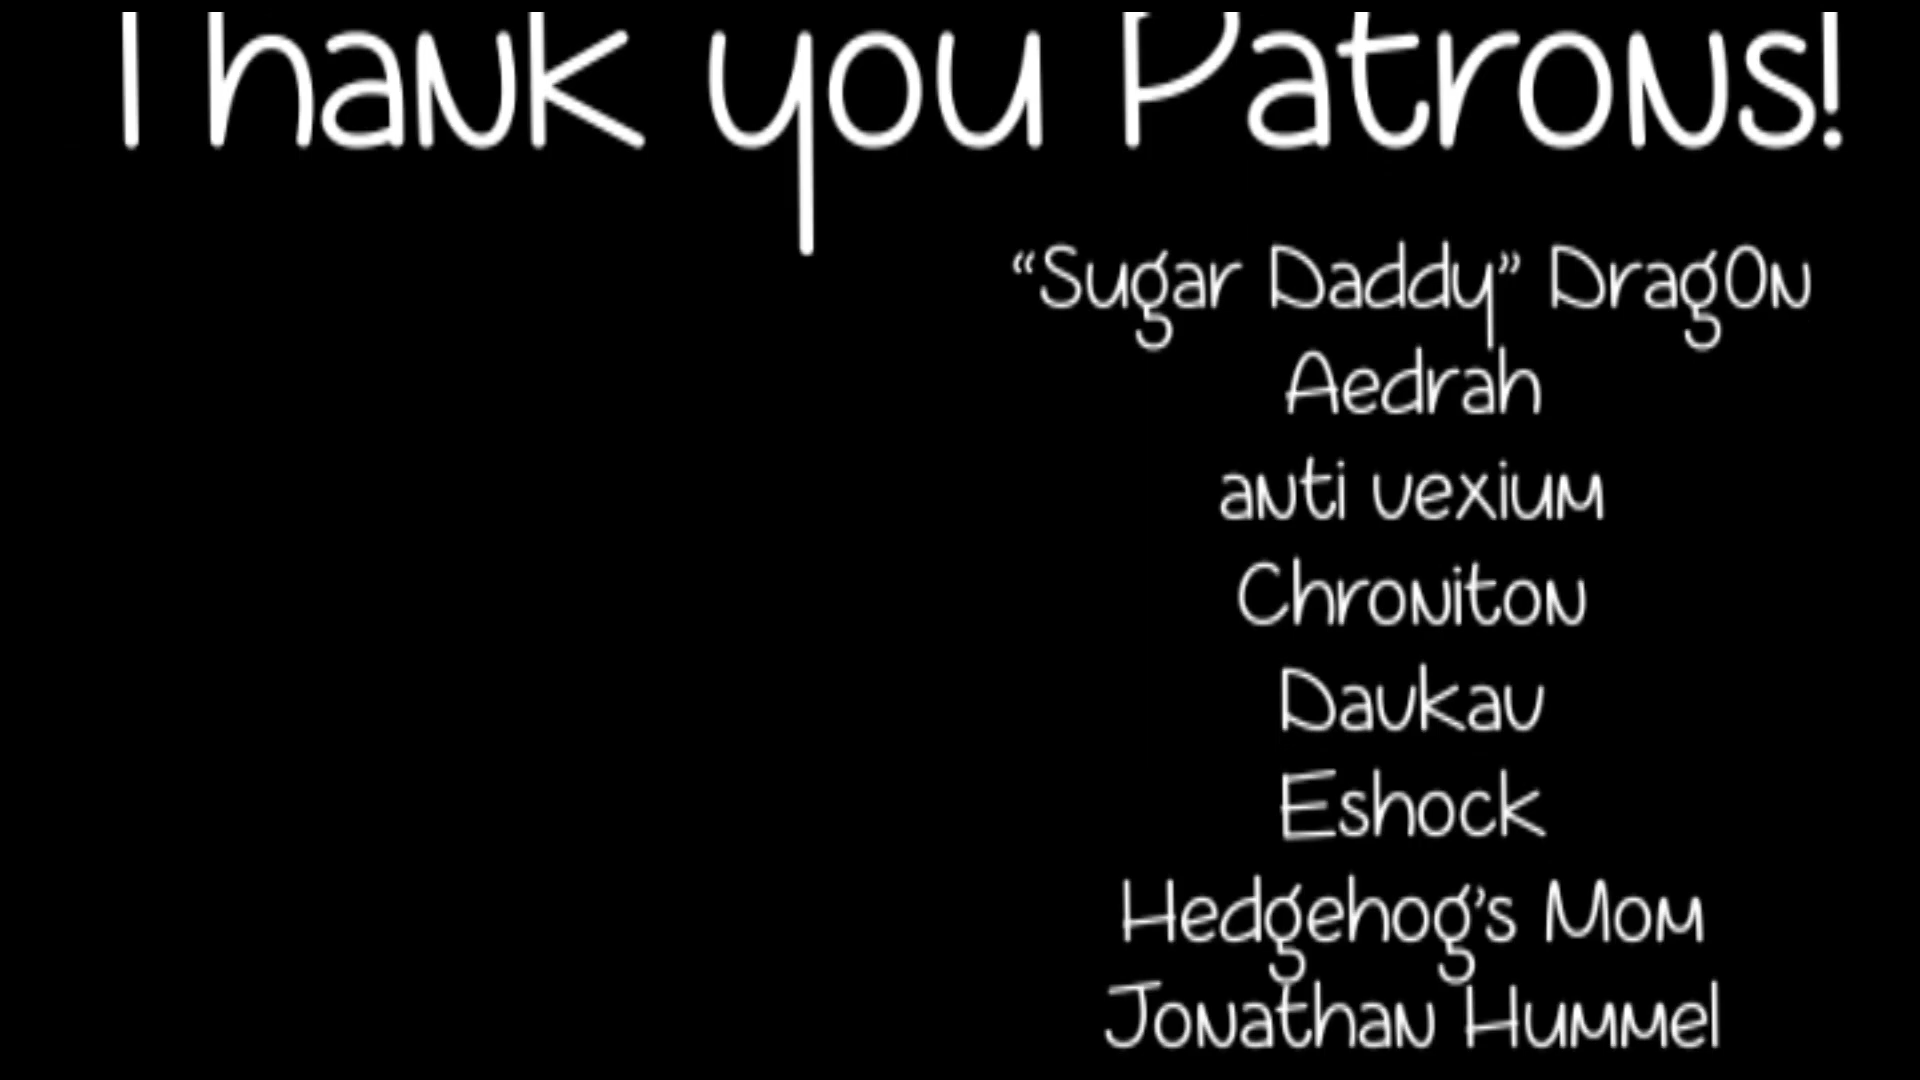 Thank you Patrons!
“Sugar Daddy” Drag0n
Aedrah
anti vexium
Chroniton
Davkav
Eshock
Hedgehog’s Mom
Jonathan Hummel